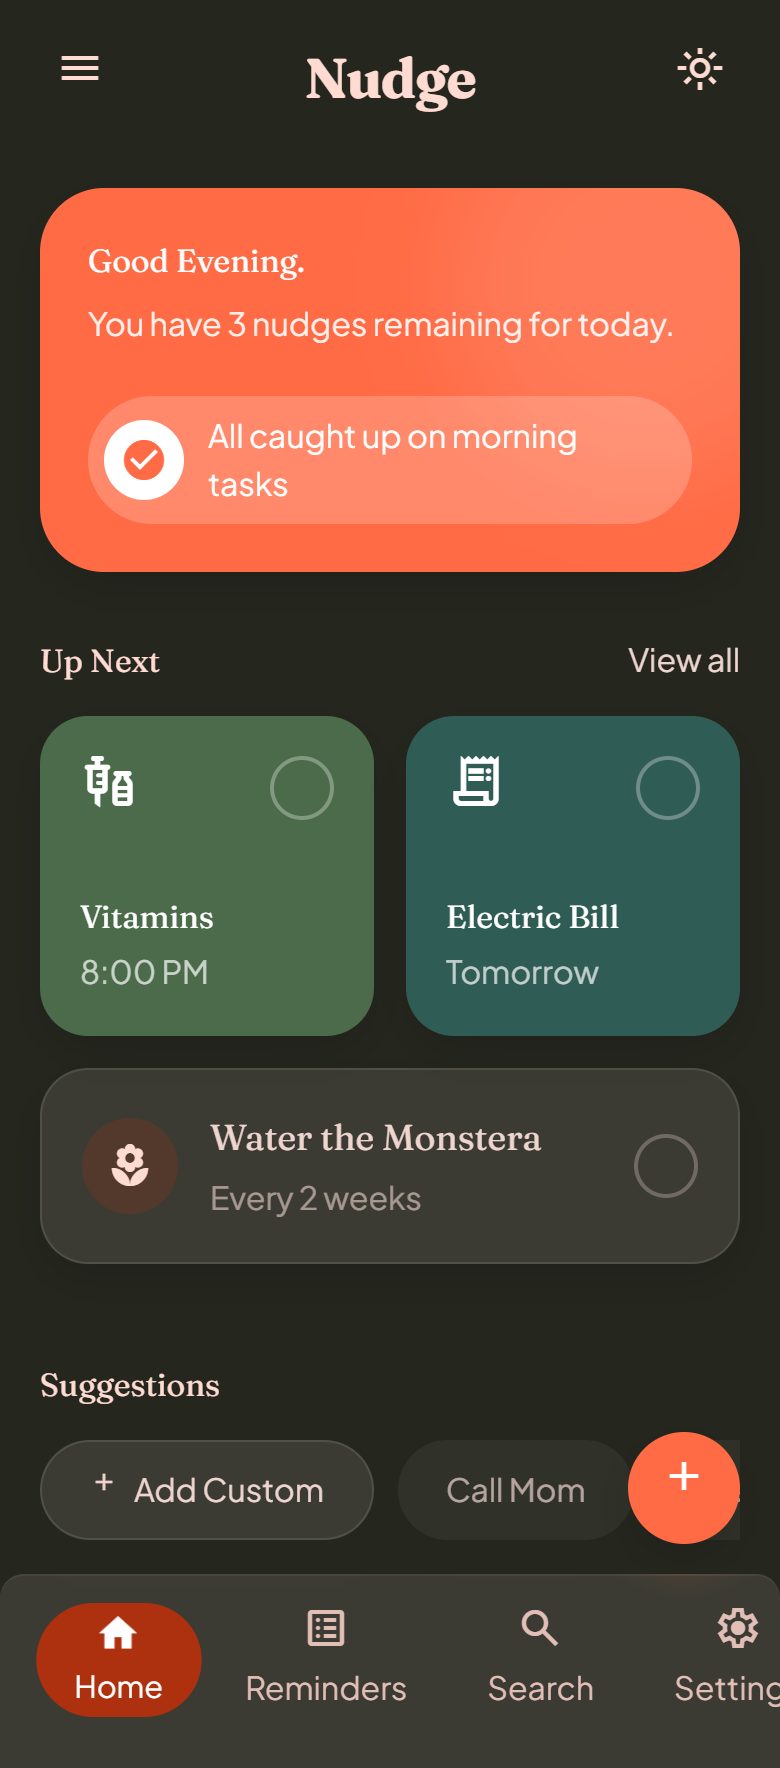 Nudge
Good Evening.
You have 3 nudges remaining for today.
All caught up on morning
tasks
Up Next
View all
Vitamins
8:00 PM
Electric Bill
Tomorrow
Water the Monstera
Every 2 weeks
Suggestions
+ Add Custom
Call Mom
+
Home
Reminders
Search
Setting